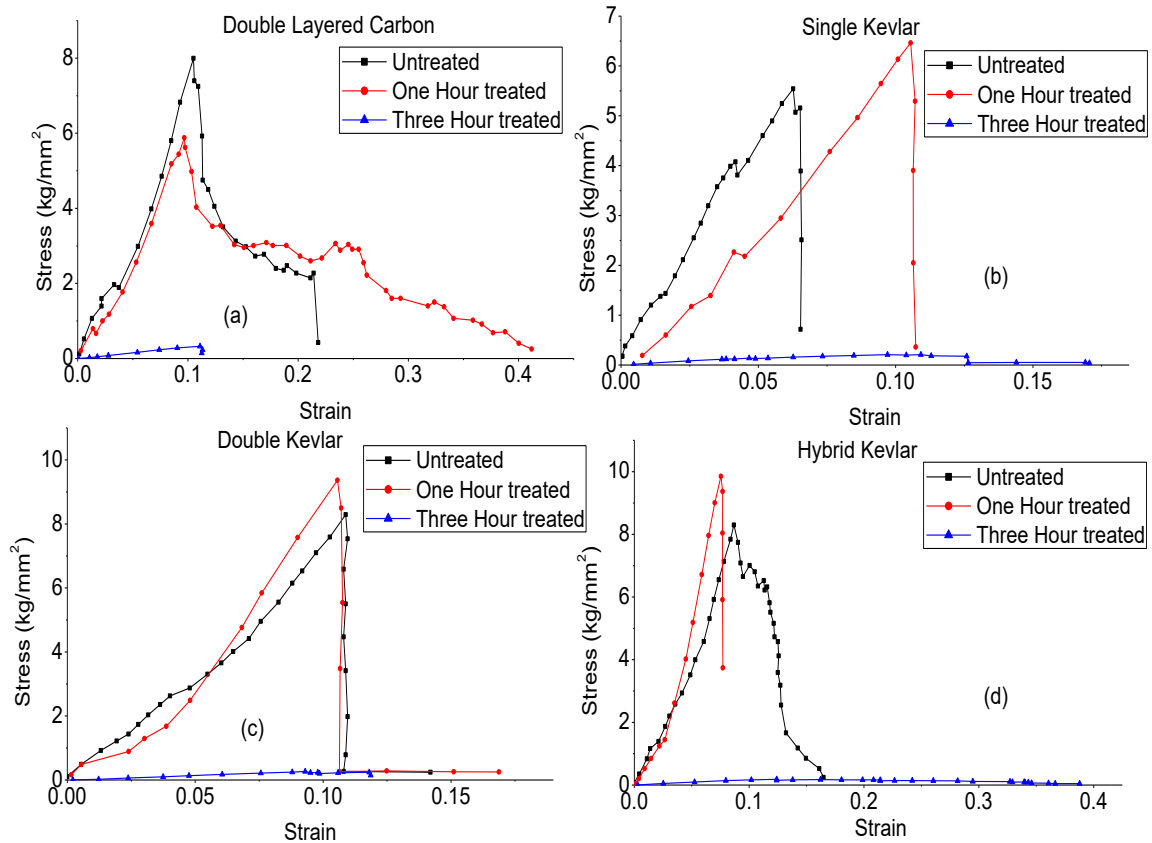 Double Layered Carbon
Untreated
One Hour treated
Three Hour treated
Stress (kg/mm²)
8
6
4
2
0
(a)
0.0 0.1 0.2 0.3 0.4
Strain
Single Kevlar
Untreated
One Hour treated
Three Hour treated
Stress (kg/mm²)
7
6
5
4
3
2
1
0
(b)
0.00 0.05 0.10 0.15
Strain
Double Kevlar
Untreated
One Hour treated
Three Hour treated
Stress (kg/mm²)
10
8
6
4
2
0
(c)
0.00 0.05 0.10 0.15
Strain
Hybrid Kevlar
Untreated
One Hour treated
Three Hour treated
Stress (kg/mm²)
10
8
6
4
2
0
(d)
0.0 0.1 0.2 0.3 0.4
Strain